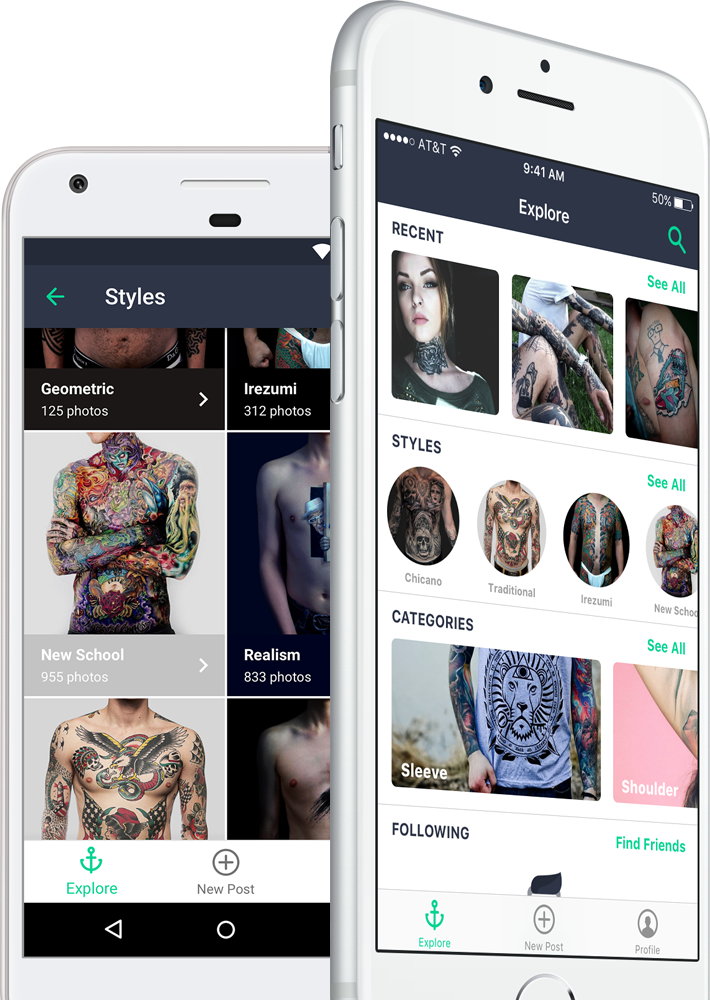 Styles
Geometric
125 photos
Irezumi
312 photos
New School
955 photos
Realism
833 photos
Explore
New Post
AT&T
9:41 AM
50%
Explore
RECENT
See All
STYLES
See All
Chicano
Traditional
Irezumi
New Schoo
CATEGORIES
See All
Sleeve
Shoulder
FOLLOWING
Find Friends
Explore
New Post
Profile